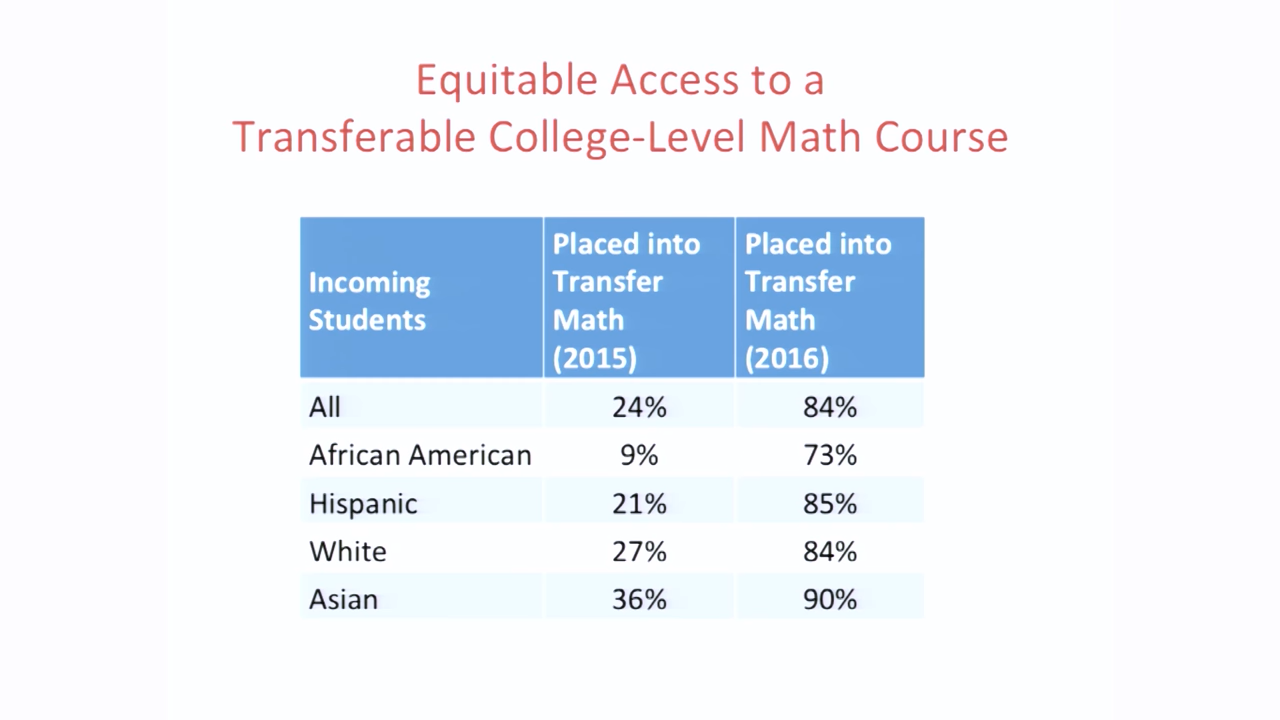 Equitable Access to a
Transferable College-Level Math Course
Incoming Students
Placed into Transfer Math (2015)
Placed into Transfer Math (2016)
All 24% 84%
African American 9% 73%
Hispanic 21% 85%
White 27% 84%
Asian 36% 90%